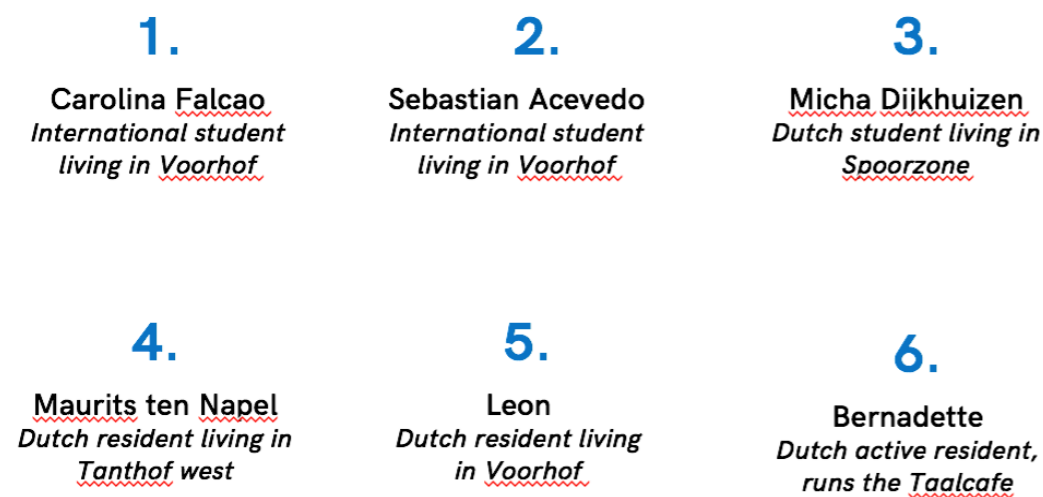 1.
Carolina Falcao
International student
living in Voorhof
2.
Sebastian Acevedo
International student
living in Voorhof
3.
Micha Dijkhuizen
Dutch student living in
Spoorzone
4.
Maurits ten Napel
Dutch resident living in
Tanthof west
5.
Leon
Dutch resident living
in Voorhof
6.
Bernadette
Dutch active resident,
runs the Taalcafe